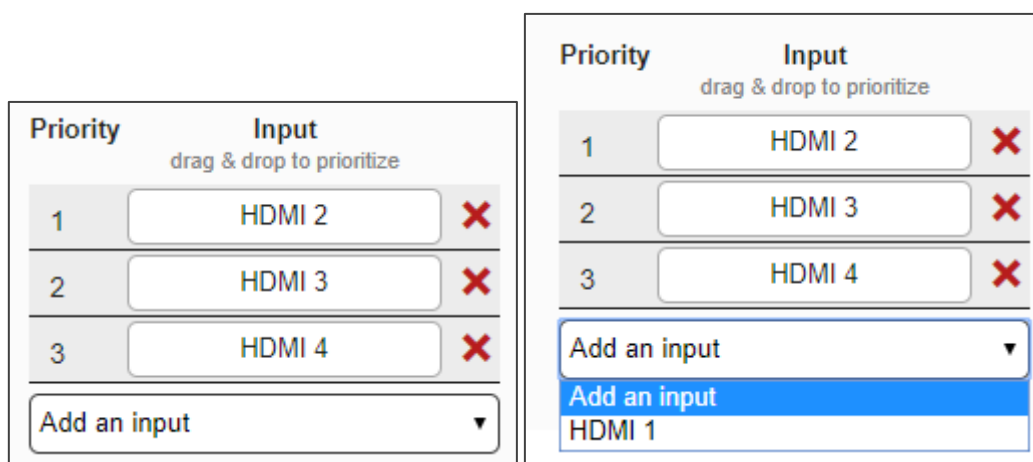 Priority Input
drag & drop to prioritize
1 HDMI 2
2 HDMI 3
3 HDMI 4
Add an input
Priority Input
drag & drop to prioritize
1 HDMI 2
2 HDMI 3
3 HDMI 4
Add an input
Add an input
HDMI 1